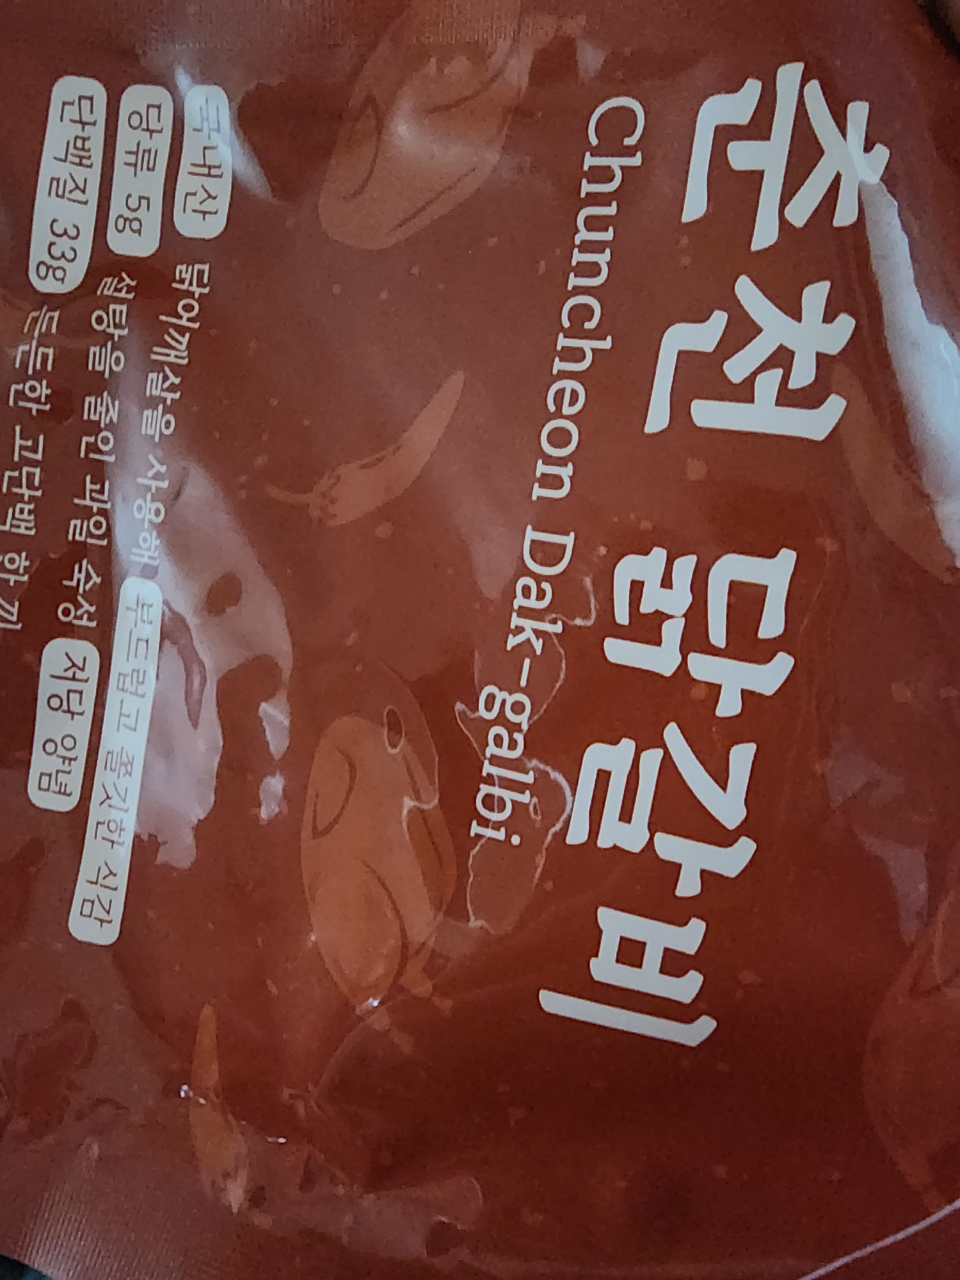 춘천 닭갈비
Chuncheon Dak-galbi
국내산 닭어깨살을 사용해 부드럽고 쫄깃한 식감
당류 5g 설탕을 줄인 과일 숙성 저당 양념
단백질 33g 든든한 고단백 한 끼